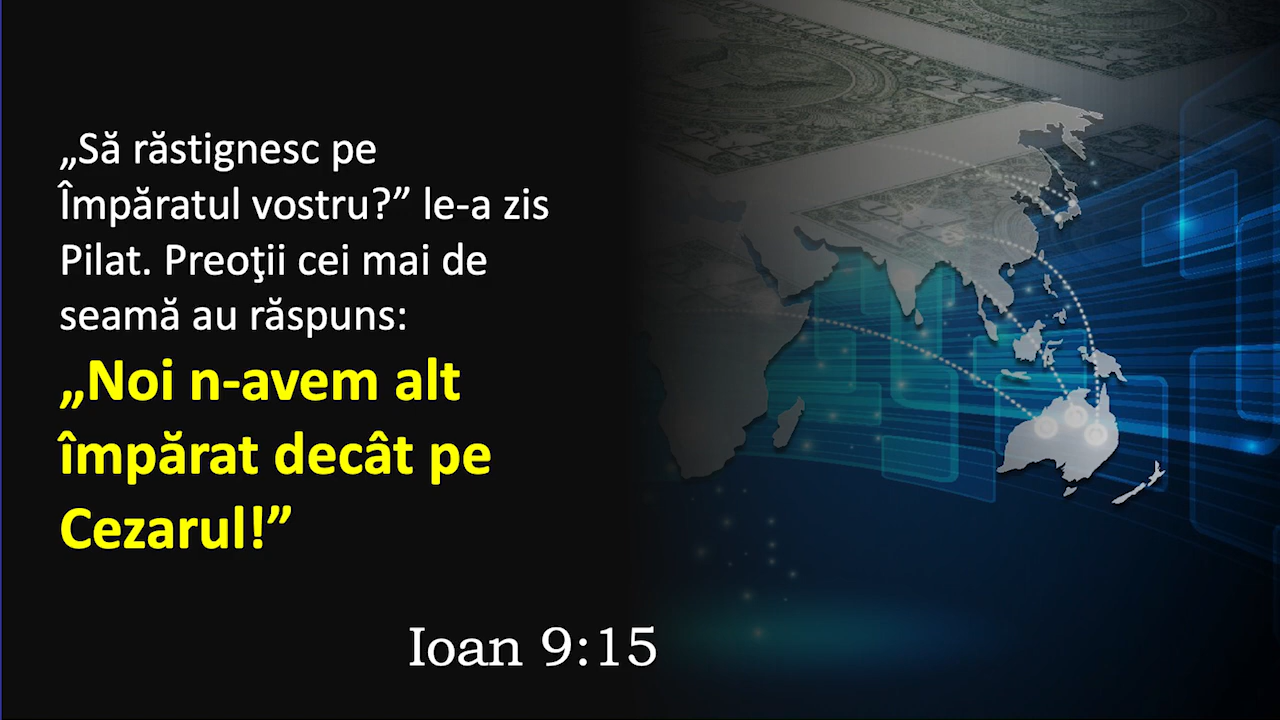 „Să răstignesc pe
Împăratul vostru?” le-a zis
Pilat. Preoţii cei mai de
seamă au răspuns:
„Noi n-avem alt
împărat decât pe
Cezarul!”
Ioan 9:15